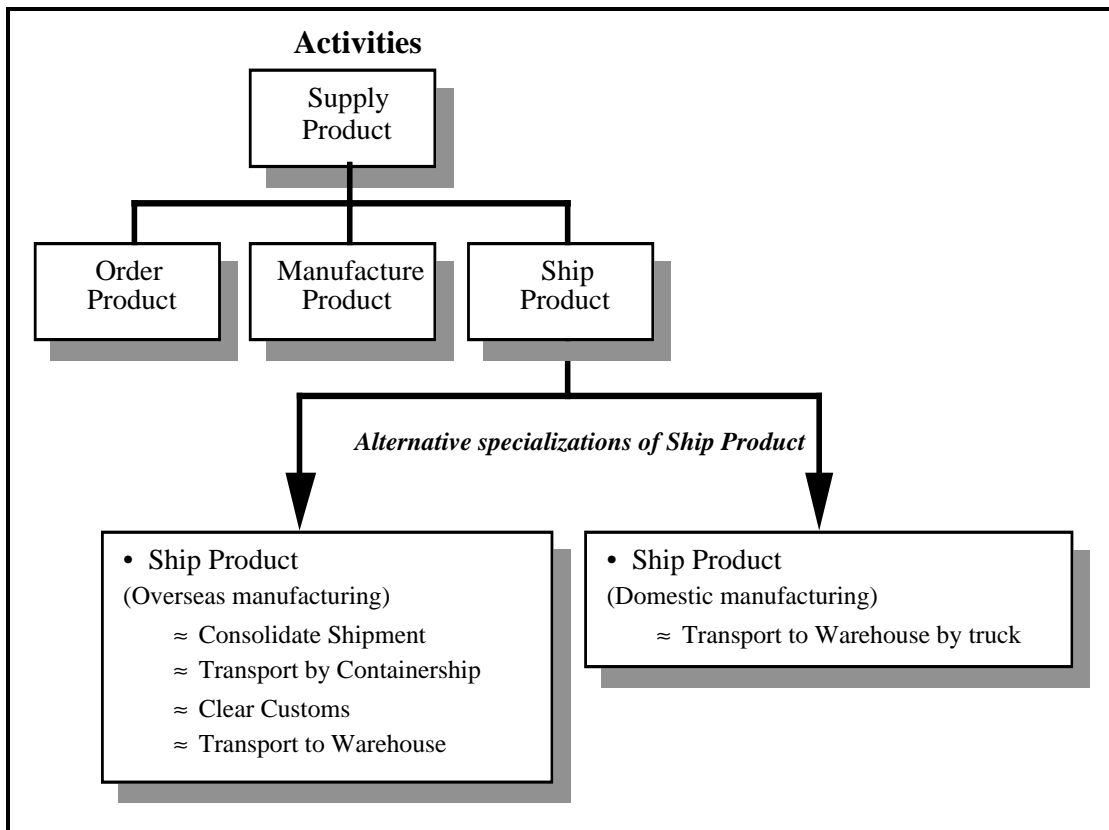 Activities
Supply
Product
Order
Product
Manufacture
Product
Ship
Product
Alternative specializations of Ship Product
• Ship Product
(Overseas manufacturing)
≈ Consolidate Shipment
≈ Transport by Containership
≈ Clear Customs
≈ Transport to Warehouse
• Ship Product
(Domestic manufacturing)
≈ Transport to Warehouse by truck